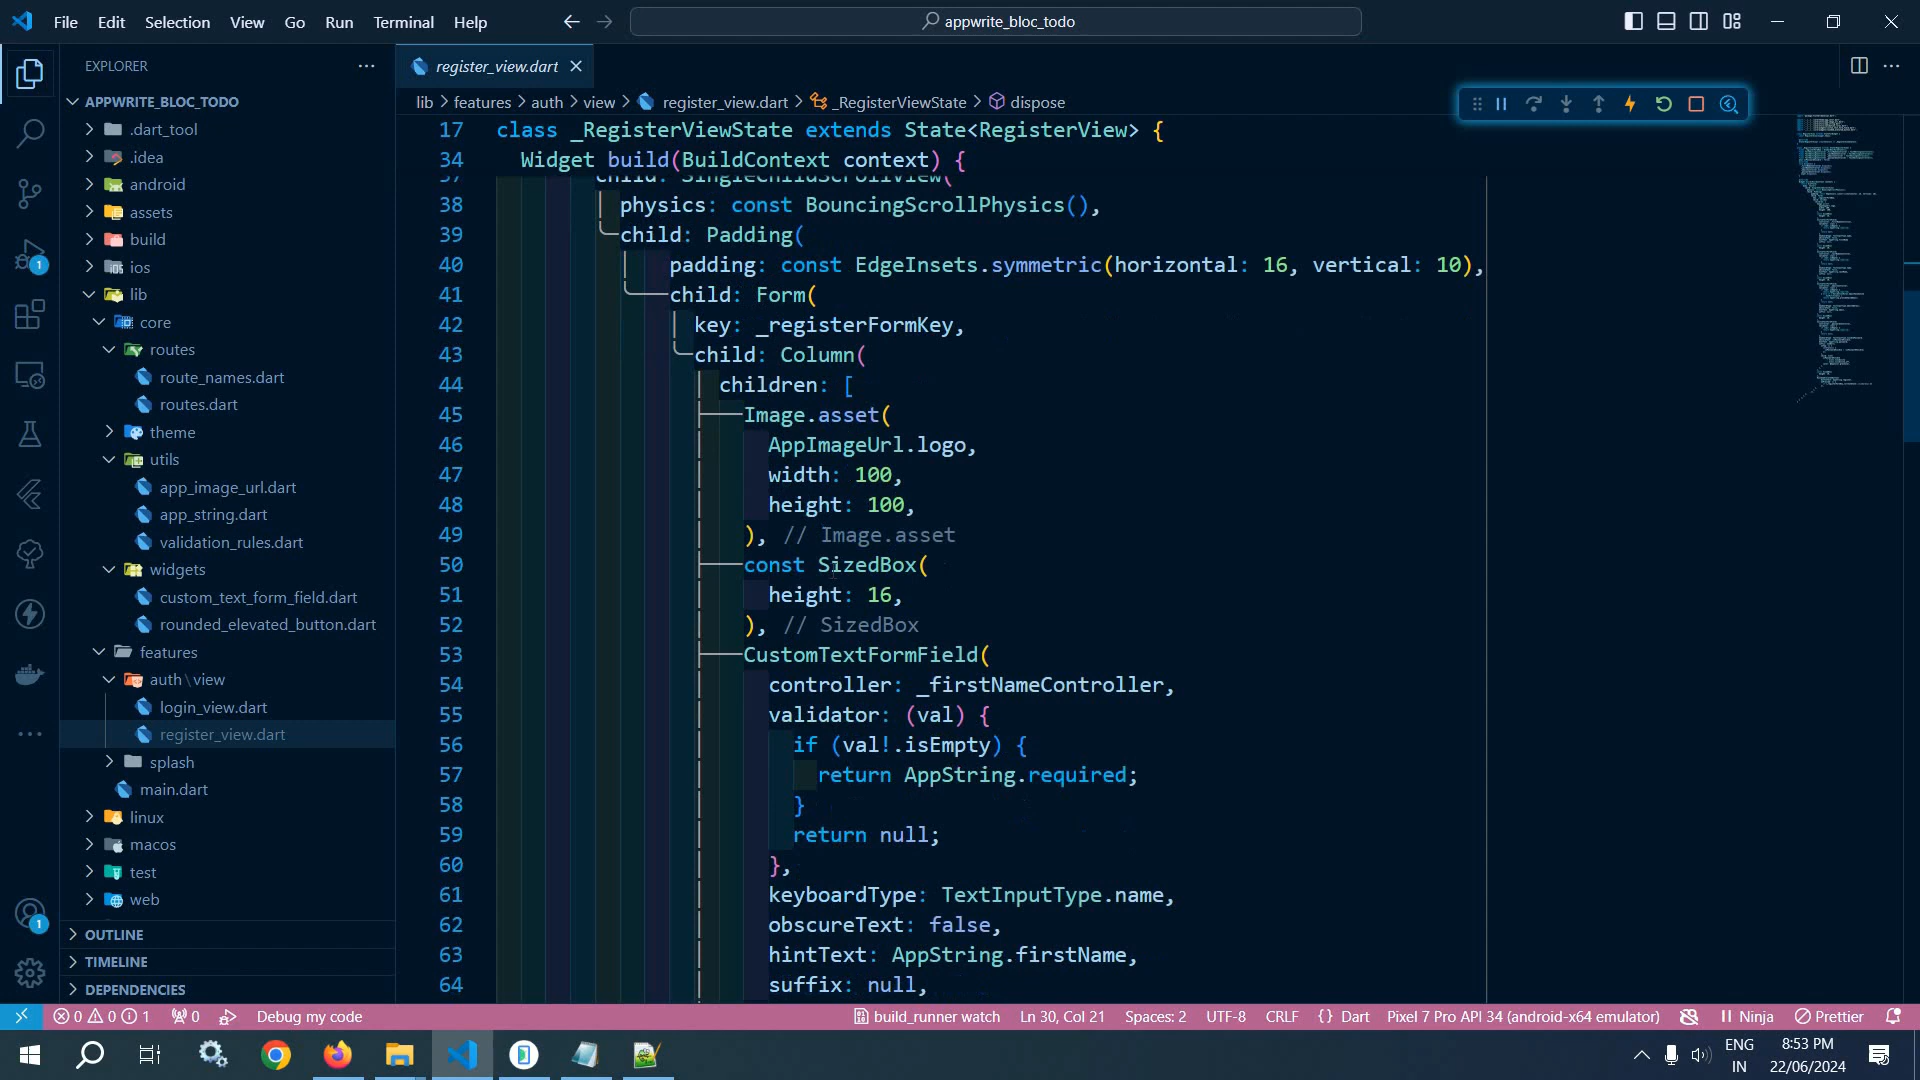 File Edit Selection View Go Run Terminal Help
appwrite_bloc_todo
EXPLORER
register_view.dart
APPWRITE_BLOC_TODO
lib > features > auth > view > register_view.dart > _RegisterViewState > dispose
.dart_tool
.idea
android
assets
build
ios
lib
core
routes
route_names.dart
routes.dart
theme
utils
app_image_url.dart
app_string.dart
validation_rules.dart
widgets
custom_text_form_field.dart
rounded_elevated_button.dart
features
auth\view
login_view.dart
register_view.dart
splash
main.dart
linux
macos
test
web
OUTLINE
TIMELINE
DEPENDENCIES
1
1
17 class _RegisterViewState extends State<RegisterView> {
34 Widget build(BuildContext context) {
37 child: SingleChildScrollView(
38 physics: const BouncingScrollPhysics(),
39 child: Padding(
40 padding: const EdgeInsets.symmetric(horizontal: 16, vertical: 10),
41 child: Form(
42 key: _registerFormKey,
43 child: Column(
44 children: [
45 Image.asset(
46 AppImageUrl.logo,
47 width: 100,
48 height: 100,
49 ), // Image.asset
50 const SizedBox(
51 height: 16,
52 ), // SizedBox
53 CustomTextFormField(
54 controller: _firstNameController,
55 validator: (val) {
56 if (val!.isEmpty) {
57 return AppString.required;
58 }
59 return null;
60 },
61 keyboardType: TextInputType.name,
62 obscureText: false,
63 hintText: AppString.firstName,
64 suffix: null,
0 0 1 0 Debug my code build_runner watch Ln 30, Col 21 Spaces: 2 UTF-8 CRLF {} Dart Pixel 7 Pro API 34 (android-x64 emulator) Ninja Prettier
ENG
IN
8:53 PM
22/06/2024